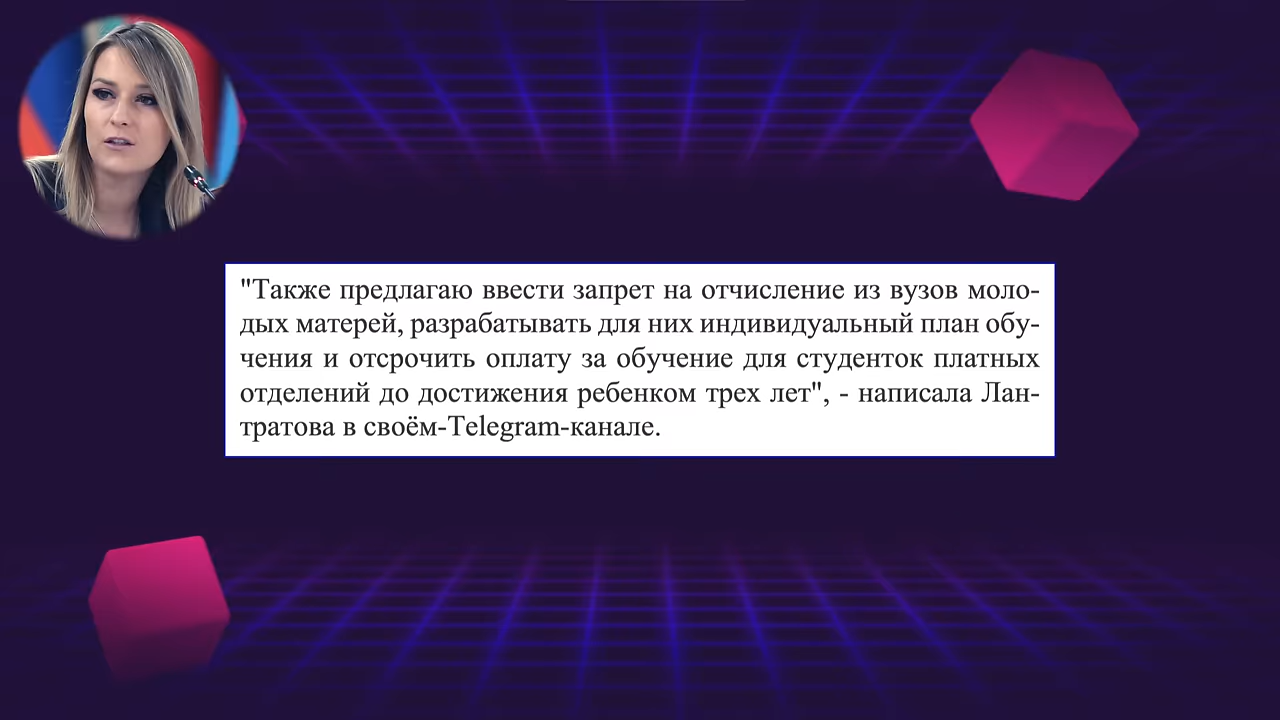 "Также предлагаю ввести запрет на отчисление из вузов моло-
дых матерей, разрабатывать для них индивидуальный план обу-
чения и отсрочить оплату за обучение для студенток платных
отделений до достижения ребенком трех лет", - написала Лан-
тратова в своём-Telegram-канале.